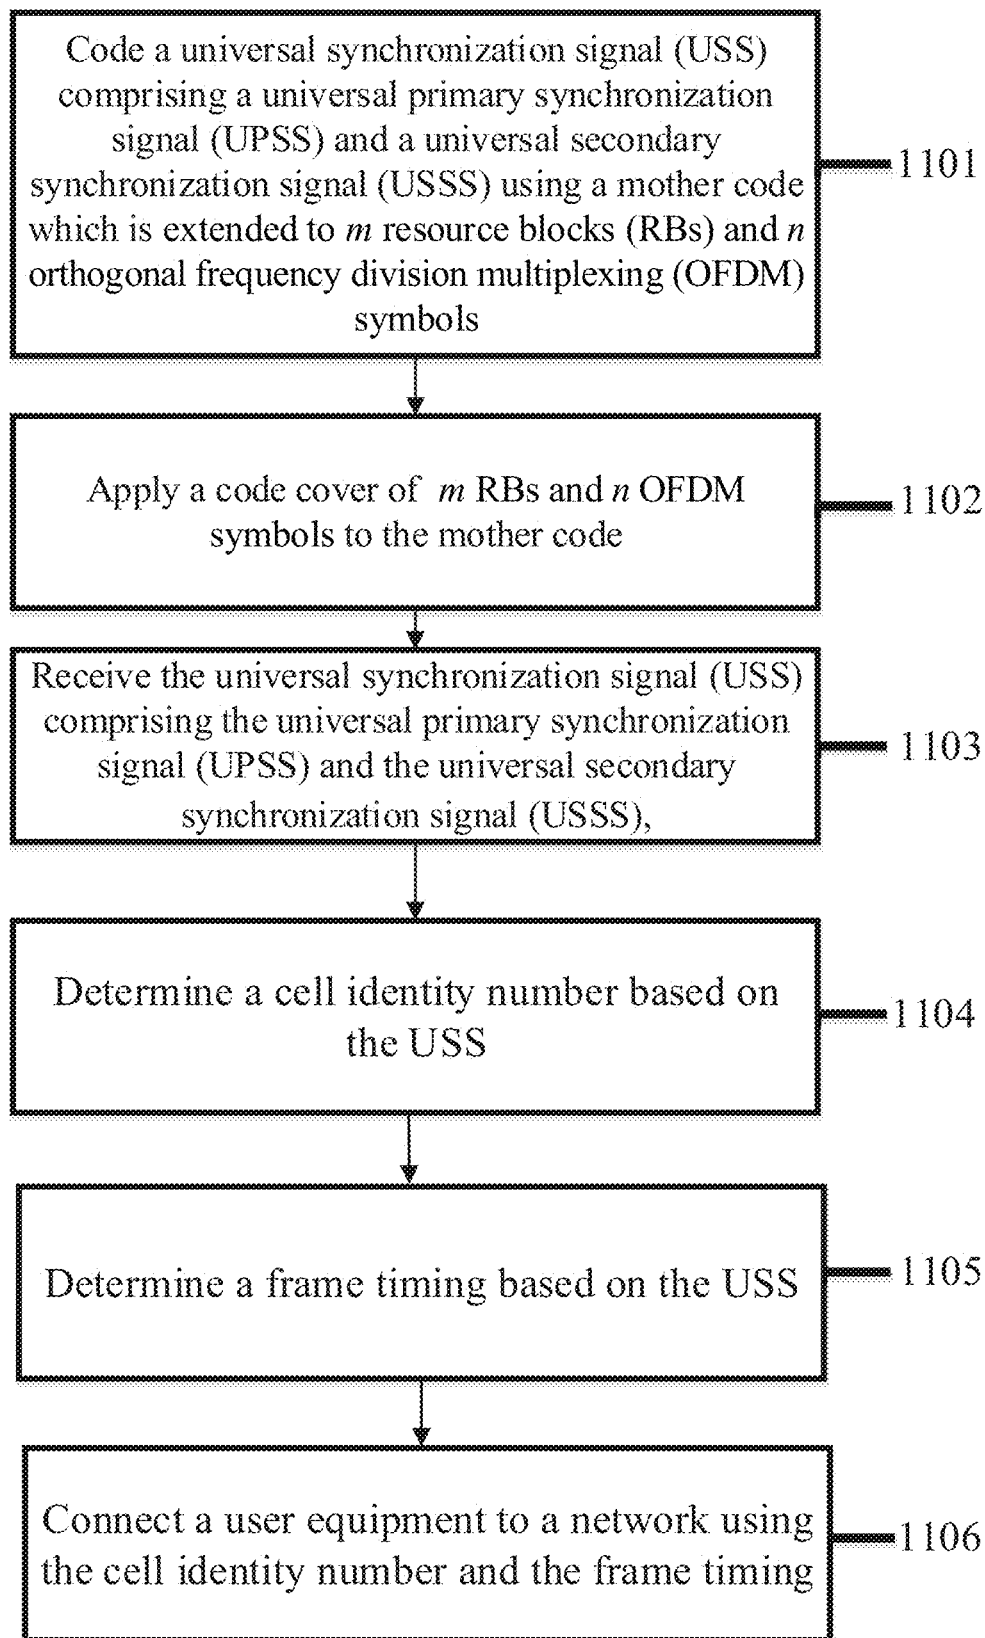 Code a universal synchronization signal (USS)
comprising a universal primary synchronization
signal (UPSS) and a universal secondary
synchronization signal (USSS) using a mother code
which is extended to m resource blocks (RBs) and n
orthogonal frequency division multiplexing (OFDM)
symbols
1101
Apply a code cover of m RBs and n OFDM
symbols to the mother code
1102
Receive the universal synchronization signal (USS)
comprising the universal primary synchronization
signal (UPSS) and the universal secondary
synchronization signal (USSS),
1103
Determine a cell identity number based on
the USS
1104
Determine a frame timing based on the USS
1105
Connect a user equipment to a network using
the cell identity number and the frame timing
1106